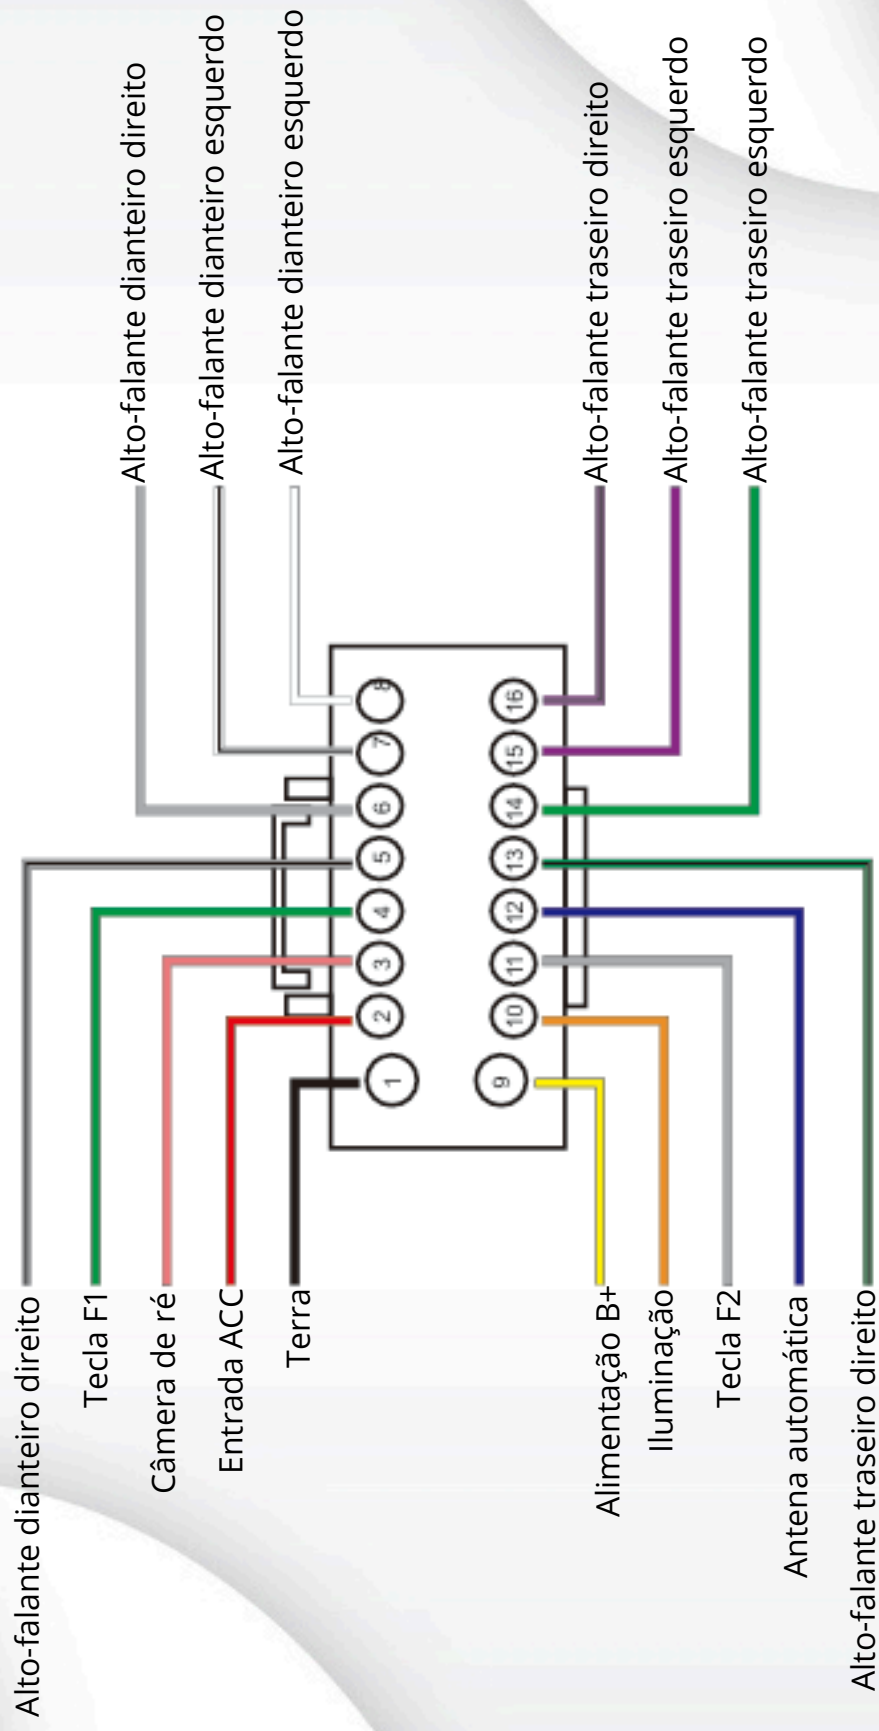 Alto-falante dianteiro direito
Tecla F1
Câmera de ré
Entrada ACC
Terra
Alto-falante dianteiro direito
Alto-falante dianteiro esquerdo
Alto-falante dianteiro esquerdo
1
2
3
4
5
6
7
8
9
10
11
12
13
14
15
16
Alimentação B+
Iluminação
Tecla F2
Antena automática
Alto-falante traseiro direito
Alto-falante traseiro direito
Alto-falante traseiro esquerdo
Alto-falante traseiro esquerdo